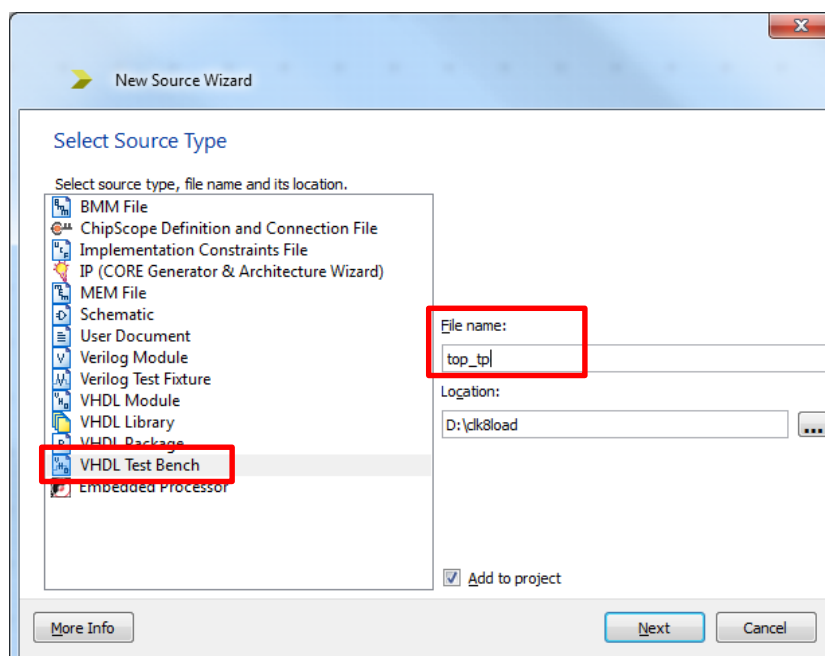 New Source Wizard
Select Source Type
Select source type, file name and its location.
BMM File
ChipScope Definition and Connection File
Implementation Constraints File
IP (CORE Generator & Architecture Wizard)
MEM File
Schematic
User Document
Verilog Module
Verilog Test Fixture
VHDL Module
VHDL Library
VHDL Package
VHDL Test Bench
Embedded Processor
File name:
top_tp
Location:
D:\clk8load
...
Add to project
More Info
Next
Cancel